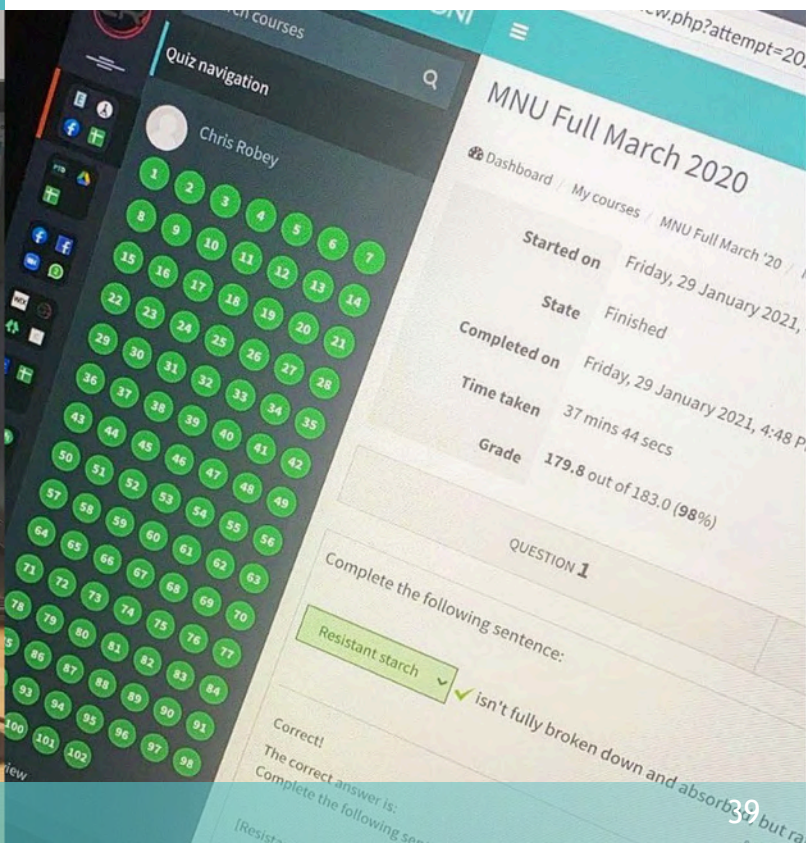 courses
Quiz navigation
Chris Robey
1 2 3 4 5 6 7
8 9 10 11 12 13 14
15 16 17 18 19 20 21
22 23 24 25 26 27 28
29 30 31 32 33 34 35
36 37 38 39 40 41 42
43 44 45 46 47 48 49
50 51 52 53 54 55 56
57 58 59 60 61 62 63
64 65 66 67 68 69 70
71 72 73 74 75 76 77
78 79 80 81 82 83 84
86 87 88 89 90 91
93 94 95 96 97 98
100 101 102
.php?attempt=20
MNU Full March 2020
Dashboard / My courses / MNU Full March '20 /
Started on Friday, 29 January 2021,
State Finished
Completed on Friday, 29 January 2021, 4:48 P
Time taken 37 mins 44 secs
Grade 179.8 out of 183.0 (98%)
QUESTION 1
Complete the following sentence:
Resistant starch isn't fully broken down and absorbed, but ra
Correct!
The correct answer is:
Complete the following sen
[Resist
39